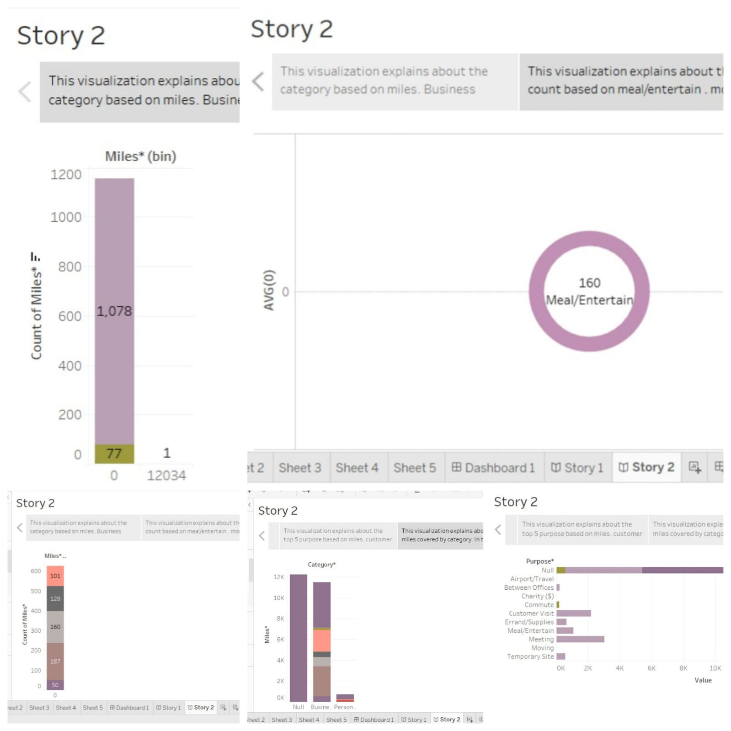 Story 2
This visualization explains abou
category based on miles. Busine
Miles* (bin)
1200
1000
800
600
400
200
0
Count of Miles*
1,078
77
1
0
12034
Story 2
This visualization explains about the
category based on miles. Business
This visualization explains about t
count based on meal/entertain . mo
AVG(0)
0
160
Meal/Entertain
et 2 Sheet 3 Sheet 4 Sheet 5 Dashboard 1 Story 1 Story 2
Story 2
This visualization explains about the
category based on miles. Business
This visualization explains about th
count based on meal/entertain . mo
Miles* ..
600
500
400
300
200
100
0
Count of Miles*
101
128
160
187
50
0
eet 2 Sheet 3 Sheet 4 Sheet 5 Dashboard 1 Story 1 Story 2
Story 2
This visualization explains about the
top 5 purpose based on miles. customer
This visualization explains abo
miles covered by category. In t
Category*
12K
10K
8K
6K
4K
2K
0K
Miles*
Null Busine.. Person..
heet 2 Sheet 3 Sheet 4 Sheet 5 Dashboard 1 Story 1 Story 2
Story 2
This visualization explains about the
top 5 purpose based on miles. customer
This visualization expla
miles covered by catego
Purpose*
Null
Airport/Travel
Between Offices
Charity ($)
Commute
Customer Visit
Errand/Supplies
Meal/Entertain
Meeting
Moving
Temporary Site
0K 2K 4K 6K 8K 10K
Value